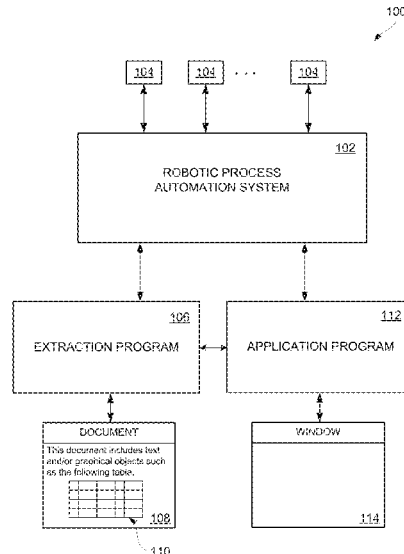 100
104 104 . . . 104
102
ROBOTIC PROCESS
AUTOMATION SYSTEM
106 112
EXTRACTION PROGRAM APPLICATION PROGRAM
DOCUMENT WINDOW
This document includes text
and/or graphical objects such
as the following table.
108 114
110